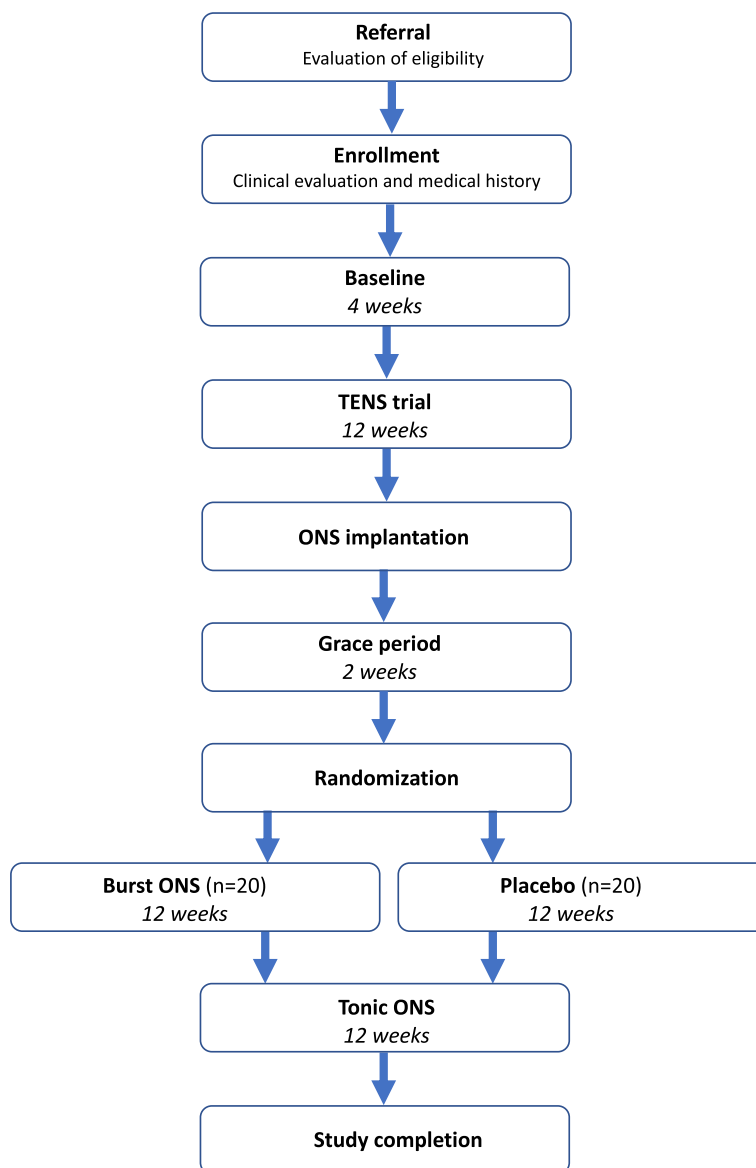 Referral
Evaluation of eligibility
Enrollment
Clinical evaluation and medical history
Baseline
4 weeks
TENS trial
12 weeks
ONS implantation
Grace period
2 weeks
Randomization
Burst ONS (n=20)
12 weeks
Placebo (n=20)
12 weeks
Tonic ONS
12 weeks
Study completion